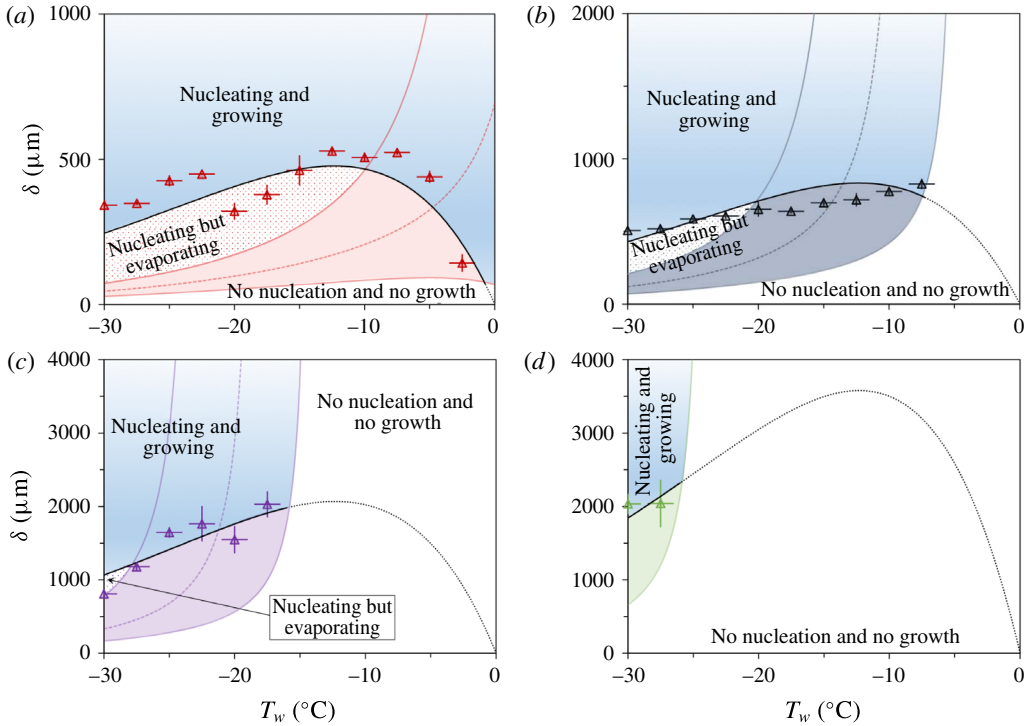 (a)
1000
500
0
δ (μm)
Nucleating and
growing
Nucleating but
evaporating
No nucleation and no growth
−30
−20
−10
0
(b)
2000
1000
0
Nucleating and
growing
Nucleating but
evaporating
No nucleation and no growth
−30
−20
−10
0
(c)
4000
3000
2000
1000
0
δ (μm)
Nucleating and
growing
No nucleation and
no growth
Nucleating but
evaporating
−30
−20
−10
0
T_w (°C)
(d)
4000
3000
2000
1000
0
Nucleating and
growing
No nucleation and no growth
−30
−20
−10
0
T_w (°C)